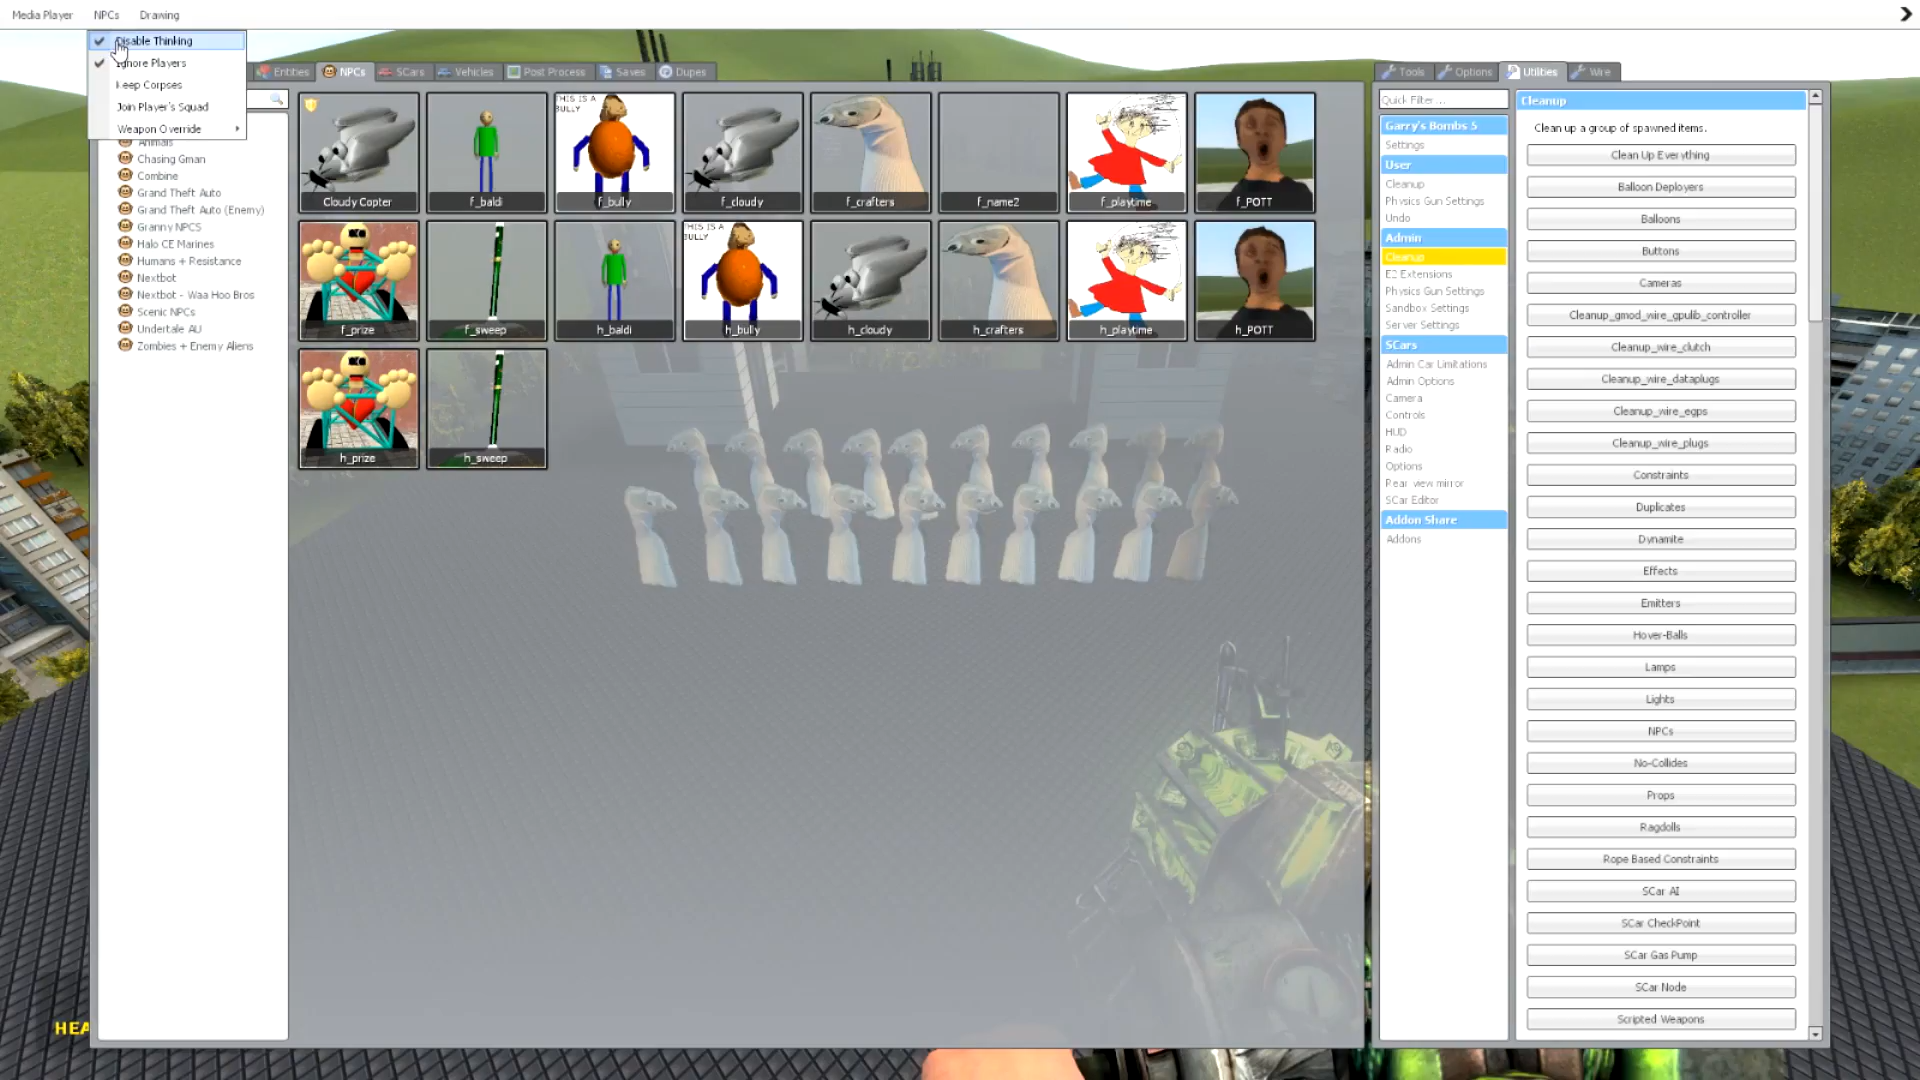 Media Player NPCs Drawing
Disable Thinking
Ignore Players
Keep Corpses
Join Player's Squad
Weapon Override
Entities NPCs SCars Vehicles Post Process Saves Dupes
Animals
Chasing Gman
Combine
Grand Theft Auto
Grand Theft Auto (Enemy)
Granny NPCS
Halo CE Marines
Humans + Resistance
Nextbot
Nextbot - Waa Hoo Bros
Scenic NPCs
Undertale AU
Zombies + Enemy Aliens
THIS IS A
BULLY
Cloudy Copter f_baldi f_bully f_cloudy f_crafters f_name2 f_playtime f_POTT
THIS IS A
BULLY
f_prize f_sweep h_baldi h_bully h_cloudy h_crafters h_playtime h_POTT
h_prize h_sweep
HEA
Tools Options Utilities Wire
Quick Filter...
Garry's Bombs 5
Settings
User
Cleanup
Physics Gun Settings
Undo
Admin
Cleanup
E2 Extensions
Physics Gun Settings
Sandbox Settings
Server Settings
SCars
Admin Car Limitations
Admin Options
Camera
Controls
HUD
Radio
Options
Rear view mirror
SCar Editor
Addon Share
Addons
Cleanup
Clean up a group of spawned items.
Clean Up Everything
Balloon Deployers
Balloons
Buttons
Cameras
Cleanup_gmod_wire_gpulib_controller
Cleanup_wire_clutch
Cleanup_wire_dataplugs
Cleanup_wire_egps
Cleanup_wire_plugs
Constraints
Duplicates
Dynamite
Effects
Emitters
Hover-Balls
Lamps
Lights
NPCs
No-Collides
Props
Ragdolls
Rope Based Constraints
SCar AI
SCar CheckPoint
SCar Gas Pump
SCar Node
Scripted Weapons